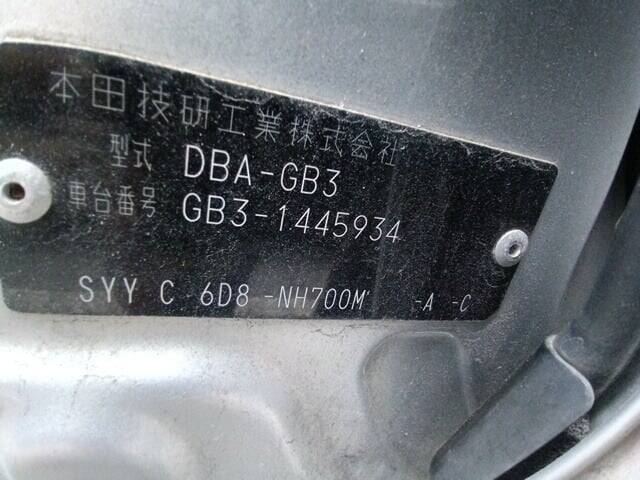 本田技研工業株式会社
型式 DBA-GB3
車台番号 GB3-1445934
SYY C 6D8 -NH700M -A -C